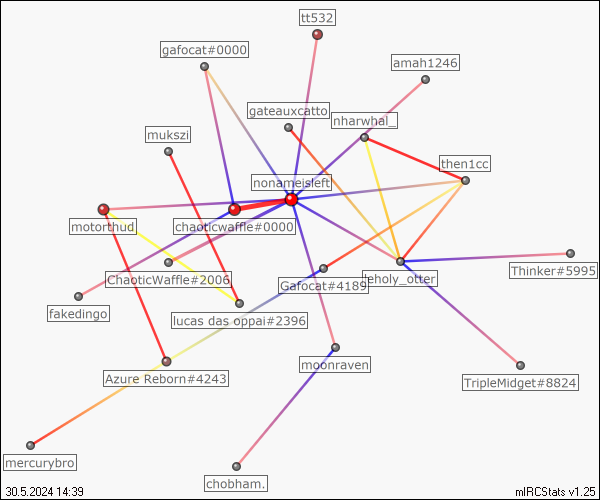 tt532
gafocat#0000
amah1246
gateauxcatto
nharwhal_
mukszi
then1cc
nonameisleft
motorthud
chaoticwaffle#0000
ChaoticWaffle#2006
Gafocat#4189
leholy_otter
Thinker#5995
fakedingo
lucas das oppai#2396
moonraven
Azure Reborn#4243
TripleMidget#8824
mercurybro
chobham.
30.5.2024 14:39
mIRCStats v1.25